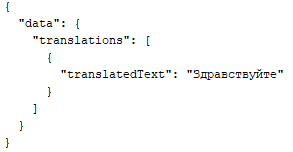 {
  "data": {
    "translations": [
      {
        "translatedText": "Здравствуйте"
      }
    ]
  }
}